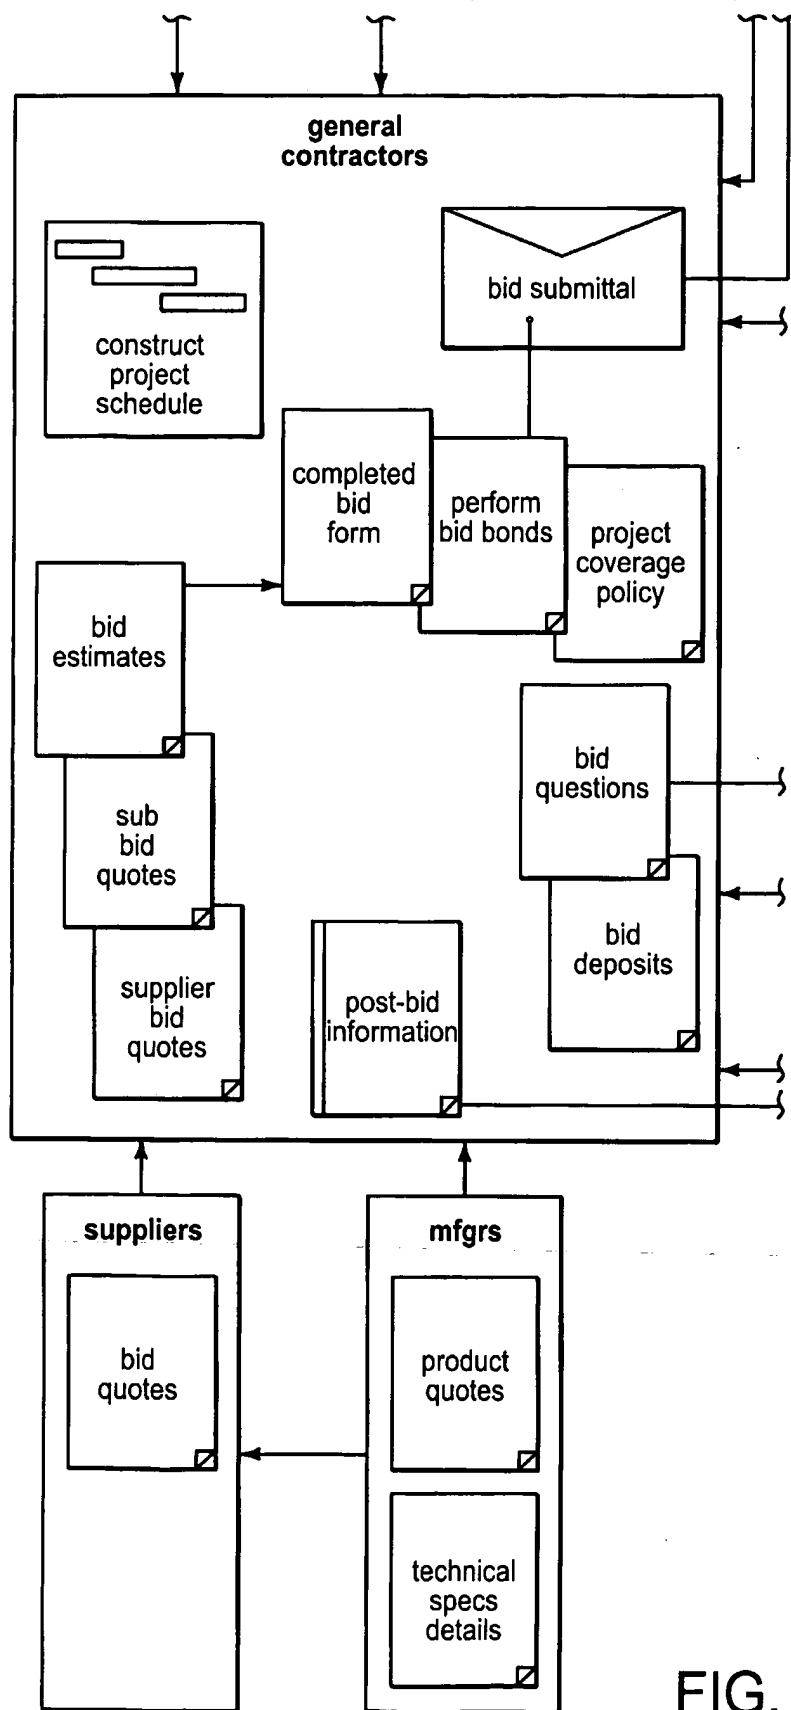 general
contractors
bid submittal
construct
project
schedule
completed
bid
form
perform
bid bonds
project
coverage
policy
bid
estimates
bid
questions
sub
bid
quotes
bid
deposits
supplier
bid
quotes
post-bid
information
suppliers
mfgrs
bid
quotes
product
quotes
technical
specs
details
FIG.